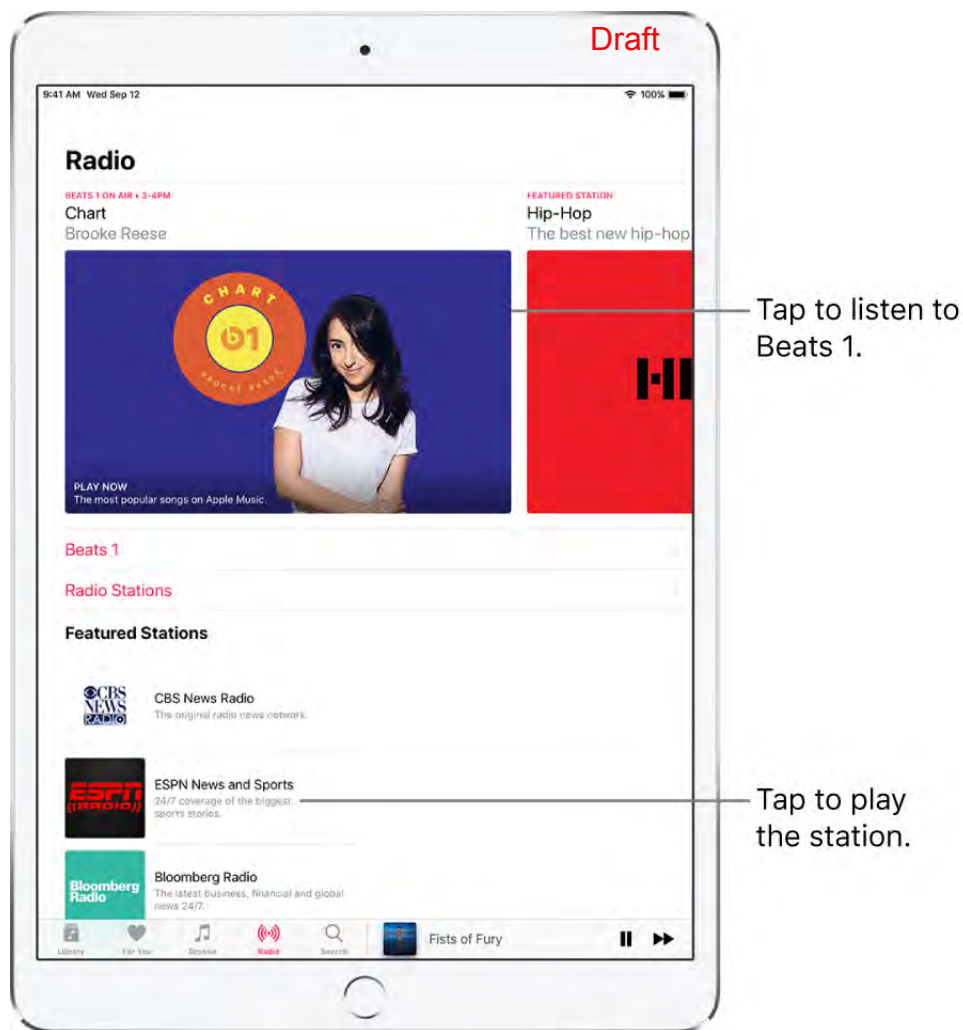 Draft
9:41 AM Wed Sep 12
100%
Radio
BEATS 1 ON AIR • 3-4PM
Chart
Brooke Reese
FEATURED STATION
Hip-Hop
The best new hip-hop
CHART
1
BROOKE REESE
PLAY NOW
The most popular songs on Apple Music.
Tap to listen to
Beats 1.
Beats 1
Radio Stations
Featured Stations
CBS
NEWS
RADIO
CBS News Radio
The original radio news network.
ESPN
RADIO
ESPN News and Sports
24/7 coverage of the biggest
sports stories.
Tap to play
the station.
Bloomberg
Radio
Bloomberg Radio
The latest business, financial and global
news 24/7.
Library
For You
Browse
Radio
Search
Fists of Fury